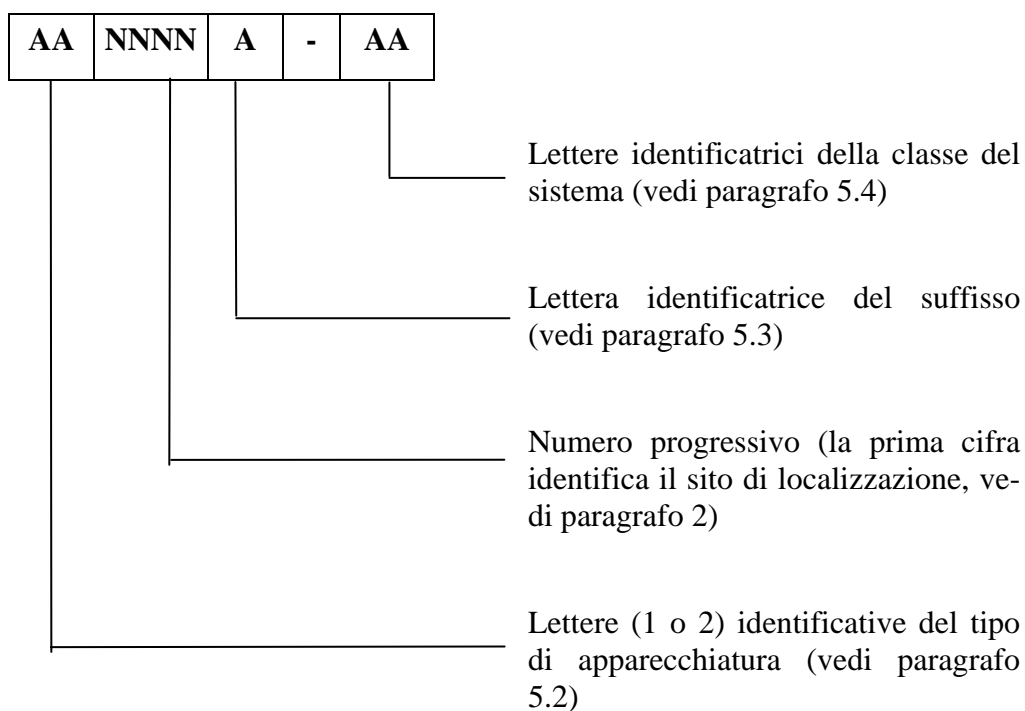 AA NNNN A - AA
Lettere identificatrici della classe del
sistema (vedi paragrafo 5.4)
Lettera identificatrice del suffisso
(vedi paragrafo 5.3)
Numero progressivo (la prima cifra
identifica il sito di localizzazione, ve-
di paragrafo 2)
Lettere (1 o 2) identificative del tipo
di apparecchiatura (vedi paragrafo
5.2)